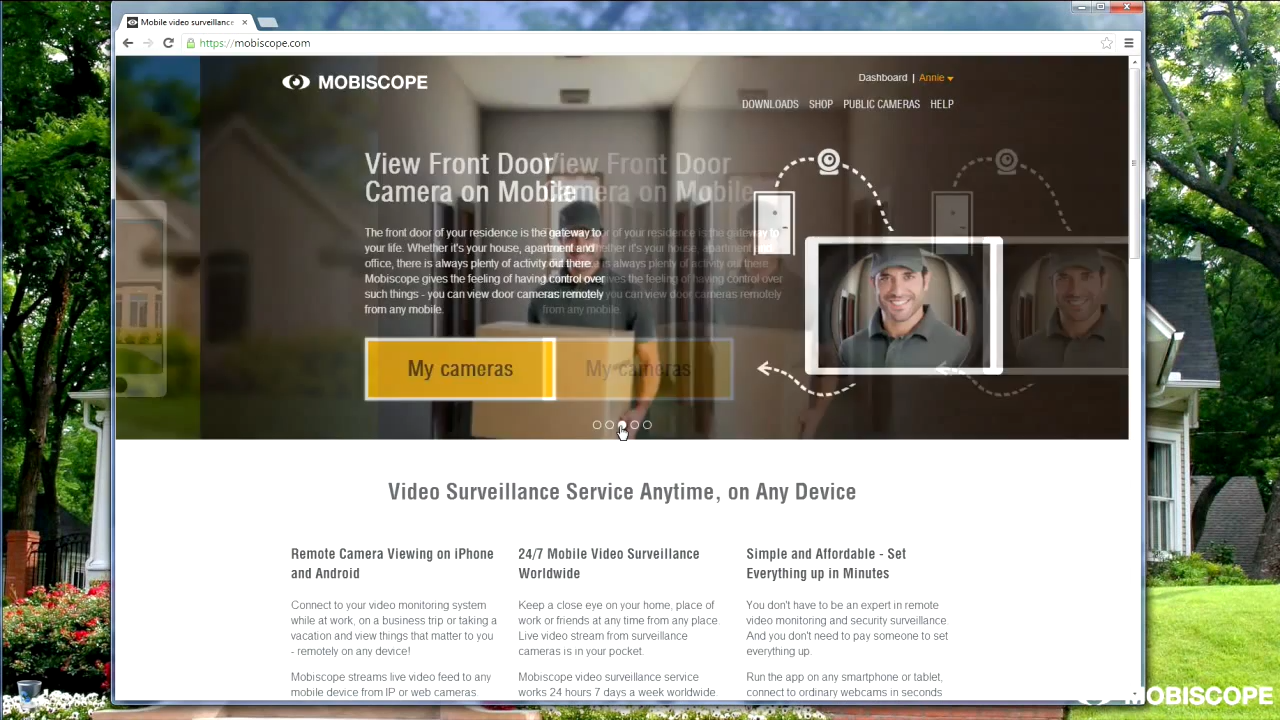 Mobile video surveillance
https://mobiscope.com
MOBISCOPE
Dashboard | Annie
DOWNLOADS SHOP PUBLIC CAMERAS HELP
View Front Door
Camera on Mobile
The front door of your residence is the gateway to
your life. Whether it's your house, apartment and
office, there is always plenty of activity out there.
Mobiscope gives the feeling of having control over
such things - you can view door cameras remotely
from any mobile.
My cameras
View Front Door
Camera on Mobile
My cameras
Video Surveillance Service Anytime, on Any Device
Remote Camera Viewing on iPhone
and Android
Connect to your video monitoring system
while at work, on a business trip or taking a
vacation and view things that matter to you
- remotely on any device!
Mobiscope streams live video feed to any
mobile device from IP or web cameras.
24/7 Mobile Video Surveillance
Worldwide
Keep a close eye on your home, place of
work or friends at any time from any place.
Live video stream from surveillance
cameras is in your pocket.
Mobiscope video surveillance service
works 24 hours 7 days a week worldwide.
Simple and Affordable - Set
Everything up in Minutes
You don't have to be an expert in remote
video monitoring and security surveillance.
And you don't need to pay someone to set
everything up.
Run the app on any smartphone or tablet,
connect to ordinary webcams in seconds
MOBISCOPE